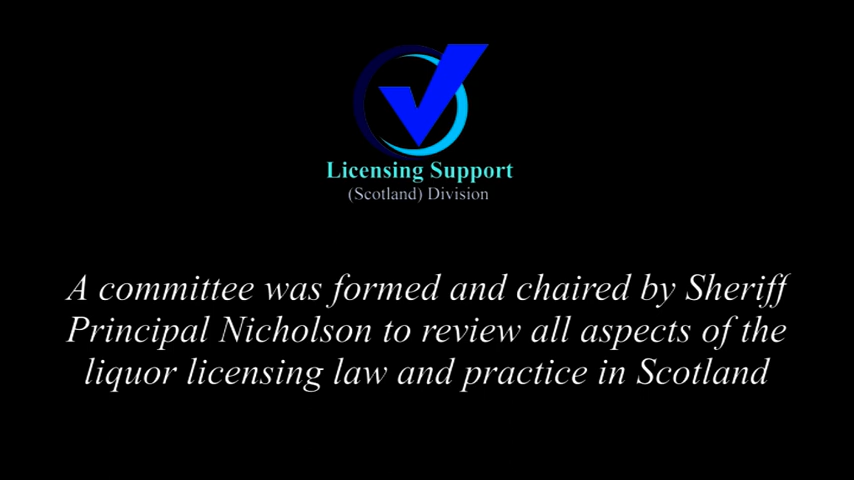 Licensing Support
(Scotland) Division
A committee was formed and chaired by Sheriff
Principal Nicholson to review all aspects of the
liquor licensing law and practice in Scotland